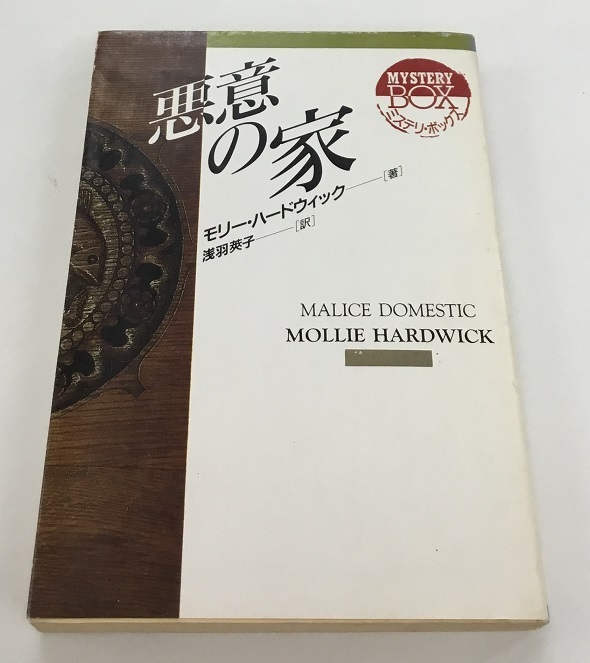 悪意
の家
モリー・ハードウィック──[著]
浅羽莢子──[訳]
MYSTERY
BOX
ミステリ・ボックス
MALICE DOMESTIC
MOLLIE HARDWICK